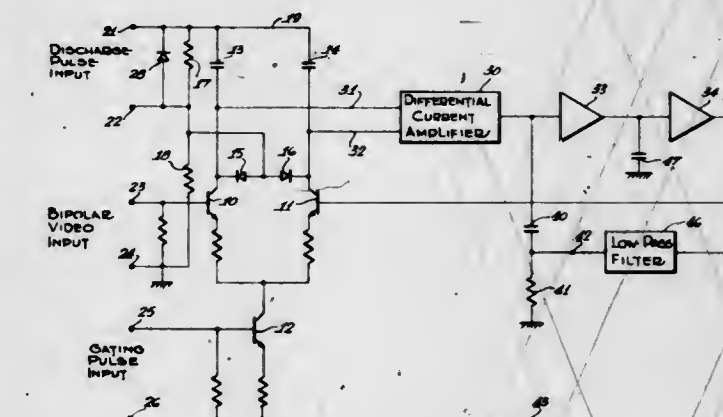 21
19
DISCHARGE
PULSE
INPUT
28
17
13
14
22
31
32
30
DIFFERENTIAL
CURRENT
AMPLIFIER
33
34
47
18
15
16
23
10
11
BIPOLAR
VIDEO
INPUT
24
40
42
46
LOW PASS
FILTER
41
25
12
GATING
PULSE
INPUT
26